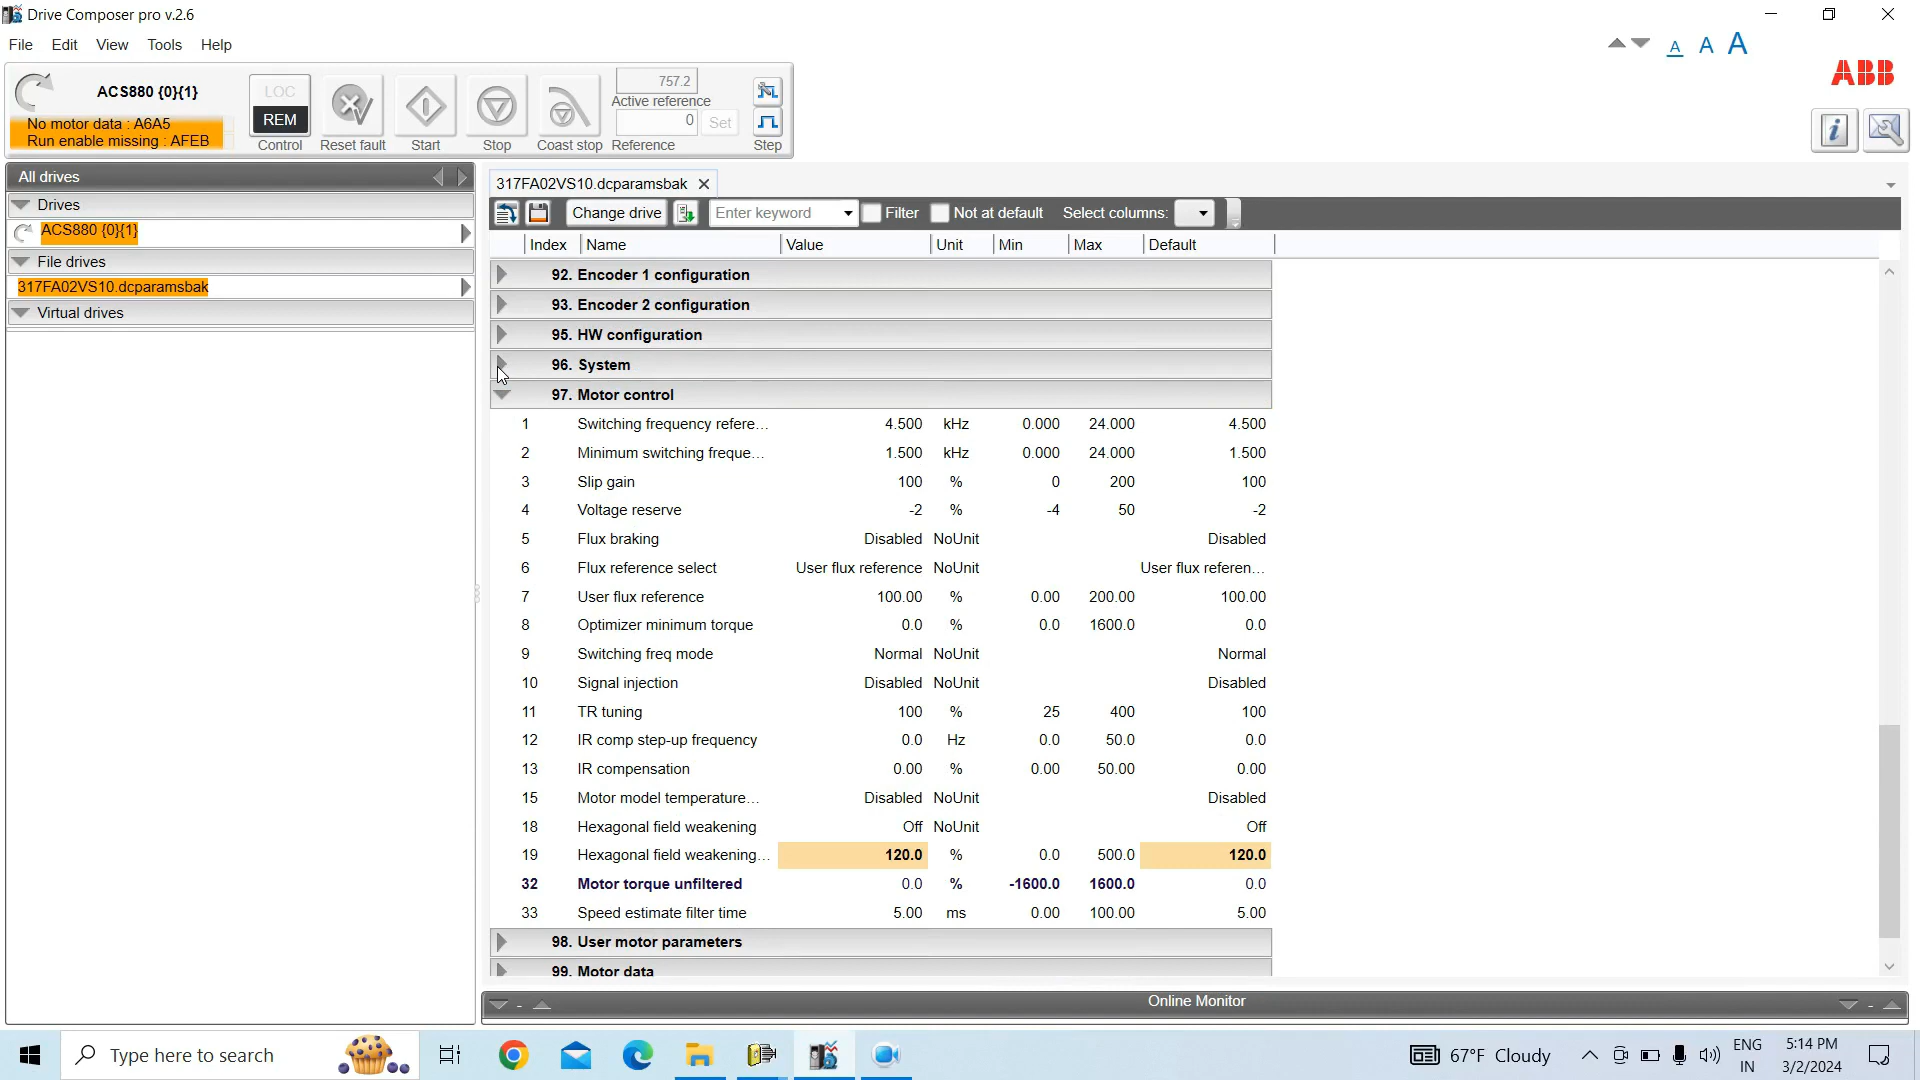 Drive Composer pro v.2.6
File Edit View Tools Help
A A A
ABB
ACS880 {0}{1}
No motor data : A6A5
Run enable missing : AFEB
LOC
REM
Control
Reset fault
Start
Stop
Coast stop
757.2
Active reference
0 Set
Reference
Step
All drives
Drives
ACS880 {0}{1}
File drives
317FA02VS10.dcparamsbak
Virtual drives
317FA02VS10.dcparamsbak
Change drive Enter keyword Filter Not at default Select columns:
Index Name Value Unit Min Max Default
92. Encoder 1 configuration
93. Encoder 2 configuration
95. HW configuration
96. System
97. Motor control
1 Switching frequency refere... 4.500 kHz 0.000 24.000 4.500
2 Minimum switching freque... 1.500 kHz 0.000 24.000 1.500
3 Slip gain 100 % 0 200 100
4 Voltage reserve -2 % -4 50 -2
5 Flux braking Disabled NoUnit Disabled
6 Flux reference select User flux reference NoUnit User flux referen...
7 User flux reference 100.00 % 0.00 200.00 100.00
8 Optimizer minimum torque 0.0 % 0.0 1600.0 0.0
9 Switching freq mode Normal NoUnit Normal
10 Signal injection Disabled NoUnit Disabled
11 TR tuning 100 % 25 400 100
12 IR comp step-up frequency 0.0 Hz 0.0 50.0 0.0
13 IR compensation 0.00 % 0.00 50.00 0.00
15 Motor model temperature... Disabled NoUnit Disabled
18 Hexagonal field weakening Off NoUnit Off
19 Hexagonal field weakening... 120.0 % 0.0 500.0 120.0
32 Motor torque unfiltered 0.0 % -1600.0 1600.0 0.0
33 Speed estimate filter time 5.00 ms 0.00 100.00 5.00
98. User motor parameters
99. Motor data
Online Monitor
Type here to search
67°F Cloudy
ENG
IN
5:14 PM
3/2/2024